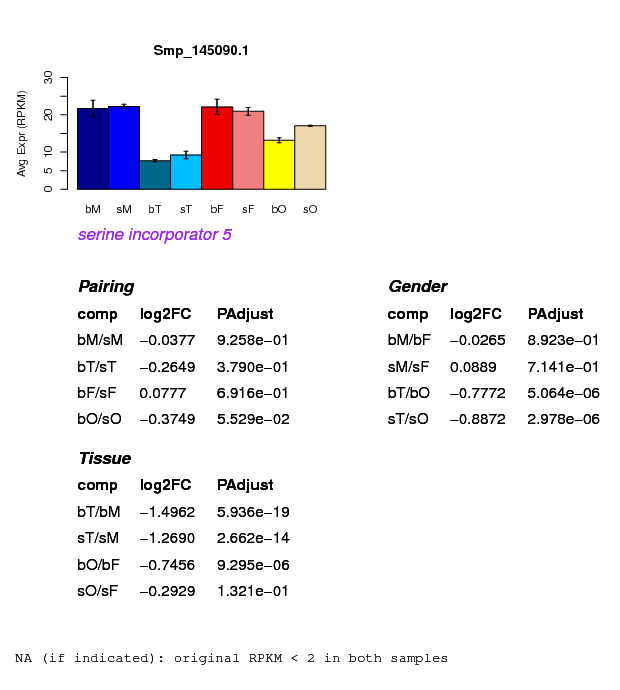 Smp_145090.1
Avg Expr (RPKM)
0 5 10 20 30
bM sM bT sT bF sF bO sO
serine incorporator 5
Pairing
comp log2FC PAdjust
bM/sM −0.0377 9.258e−01
bT/sT −0.2649 3.790e−01
bF/sF 0.0777 6.916e−01
bO/sO −0.3749 5.529e−02
Gender
comp log2FC PAdjust
bM/bF −0.0265 8.923e−01
sM/sF 0.0889 7.141e−01
bT/bO −0.7772 5.064e−06
sT/sO −0.8872 2.978e−06
Tissue
comp log2FC PAdjust
bT/bM −1.4962 5.936e−19
sT/sM −1.2690 2.662e−14
bO/bF −0.7456 9.295e−06
sO/sF −0.2929 1.321e−01
NA (if indicated): original RPKM < 2 in both samples